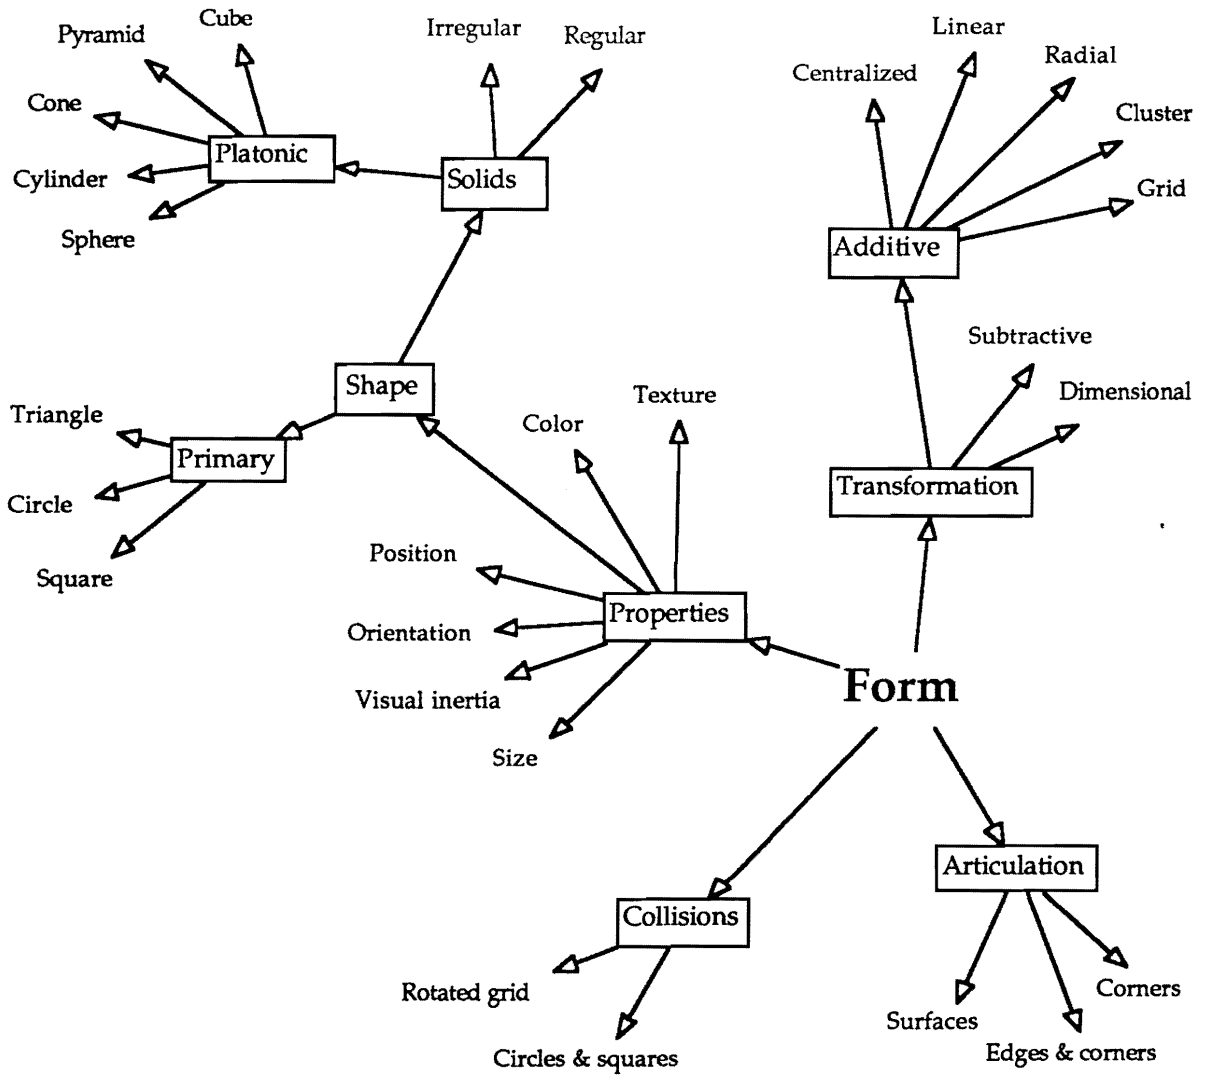 Cube
Pyramid
Cone
Platonic
Cylinder
Sphere
Irregular
Regular
Solids
Linear
Centralized
Radial
Cluster
Grid
Additive
Subtractive
Dimensional
Transformation
Shape
Triangle
Primary
Circle
Square
Texture
Color
Position
Properties
Orientation
Visual inertia
Size
Form
Articulation
Collisions
Rotated grid
Circles & squares
Corners
Surfaces
Edges & corners